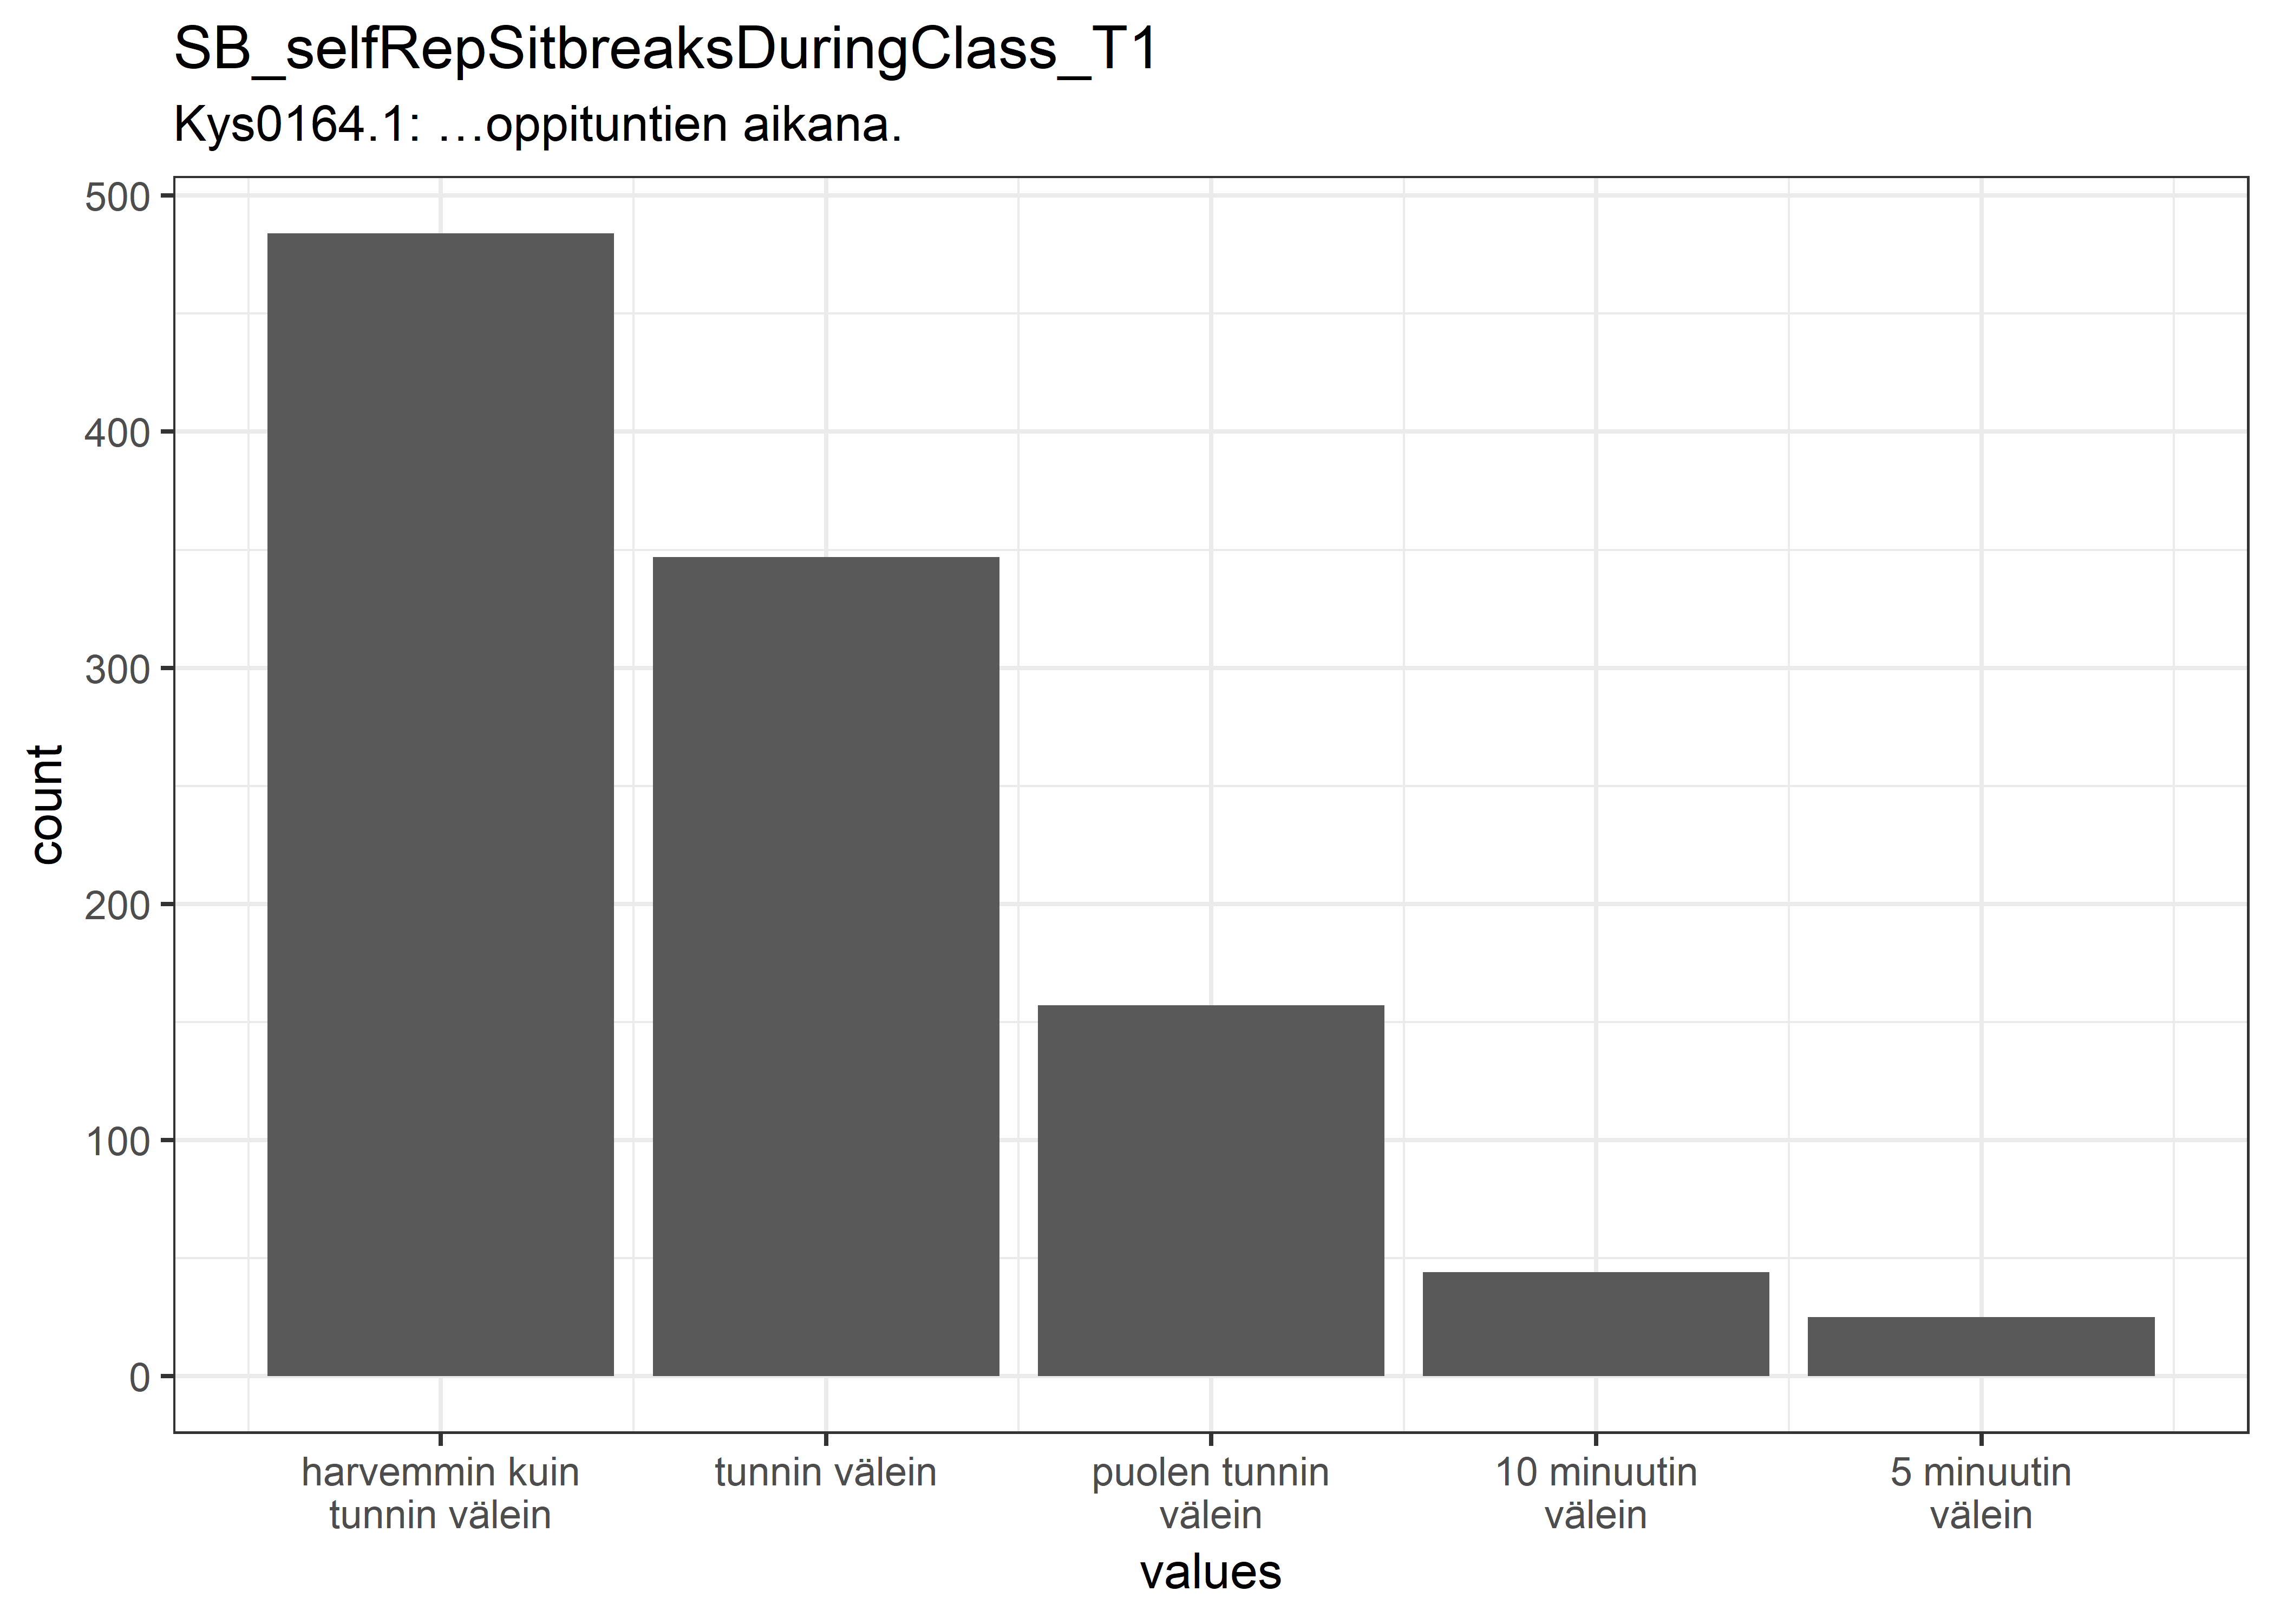 SB_selfRepSitbreaksDuringClass_T1
Kys0164.1: …oppituntien aikana.
500
400
300
200
100
0
count
harvemmin kuin
tunnin välein
tunnin välein
puolen tunnin
välein
10 minuutin
välein
5 minuutin
välein
values